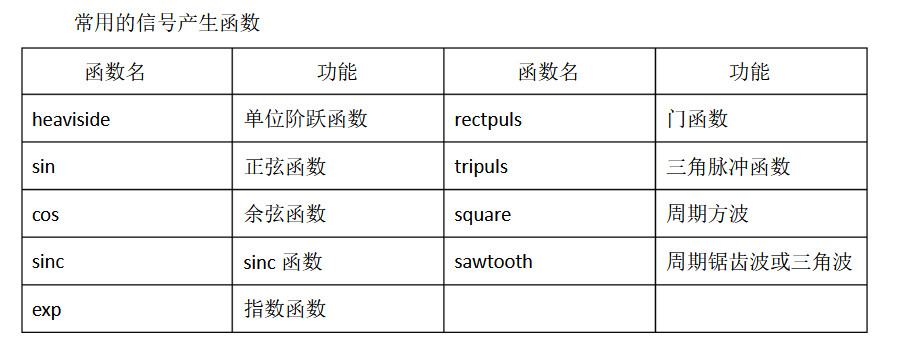 常用的信号产生函数
函数名 功能 函数名 功能
heaviside 单位阶跃函数 rectpuls 门函数
sin 正弦函数 tripuls 三角脉冲函数
cos 余弦函数 square 周期方波
sinc sinc 函数 sawtooth 周期锯齿波或三角波
exp 指数函数